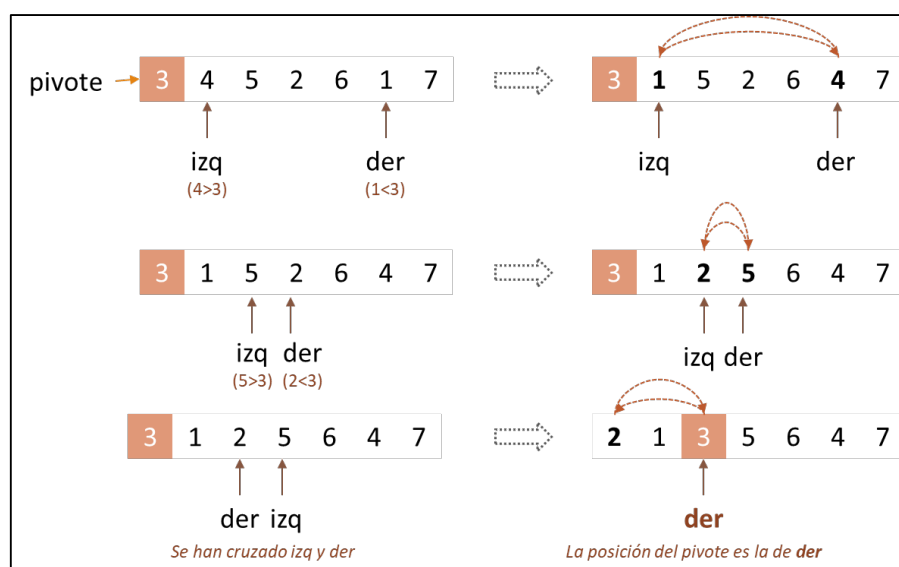 pivote 3 4 5 2 6 1 7
3 1 5 2 6 4 7
izq der
(4>3) (1<3)
izq der
3 1 5 2 6 4 7
3 1 2 5 6 4 7
izq der
(5>3) (2<3)
izq der
3 1 2 5 6 4 7
2 1 3 5 6 4 7
der izq
der
Se han cruzado izq y der
La posición del pivote es la de der